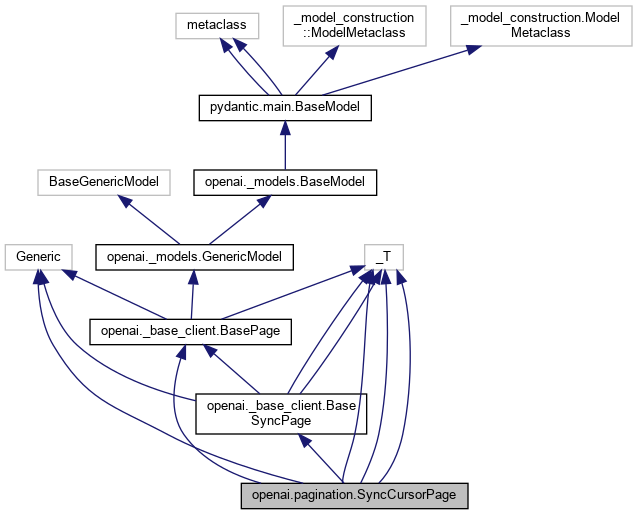 metaclass
_model_construction
::ModelMetaclass
_model_construction.Model
Metaclass
pydantic.main.BaseModel
BaseGenericModel
openai._models.BaseModel
Generic
openai._models.GenericModel
_T
openai._base_client.BasePage
openai._base_client.Base
SyncPage
openai.pagination.SyncCursorPage